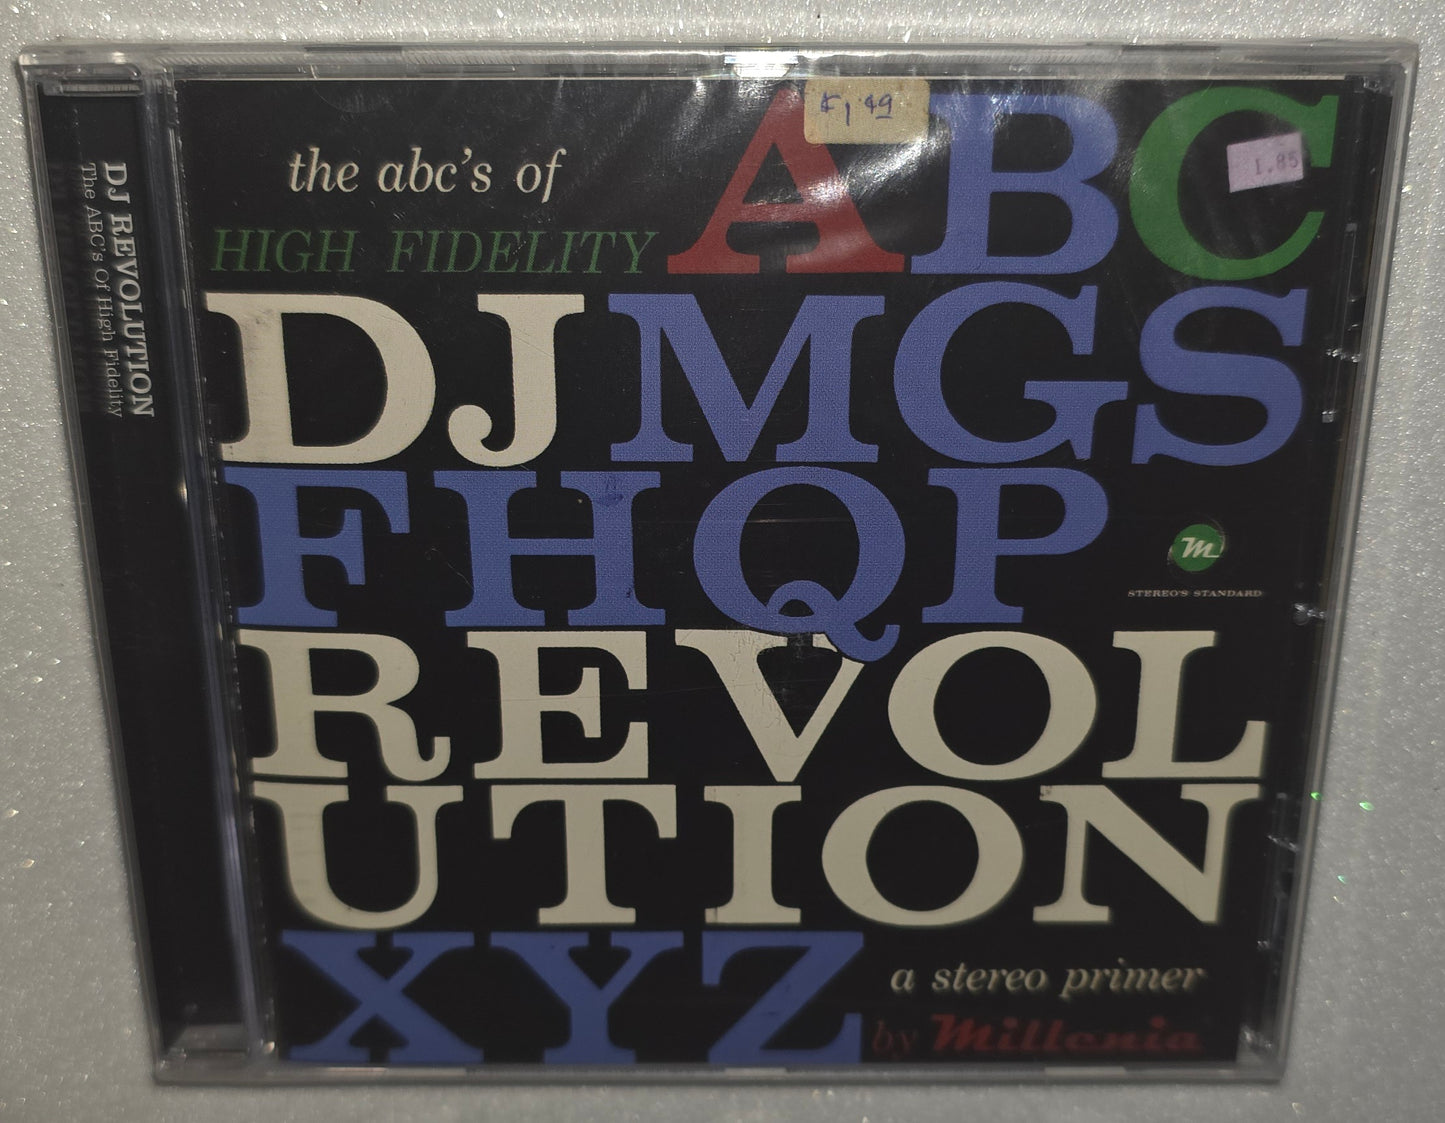 DJ REVOLUTION
The ABC's Of High Fidelity
the abc's of
HIGH FIDELITY
ABC
£1.49
1.85
DJMGS
FHQP
m
STEREO'S STANDARD
REVOL
UTION
XYZ
a stereo primer
by Millenia